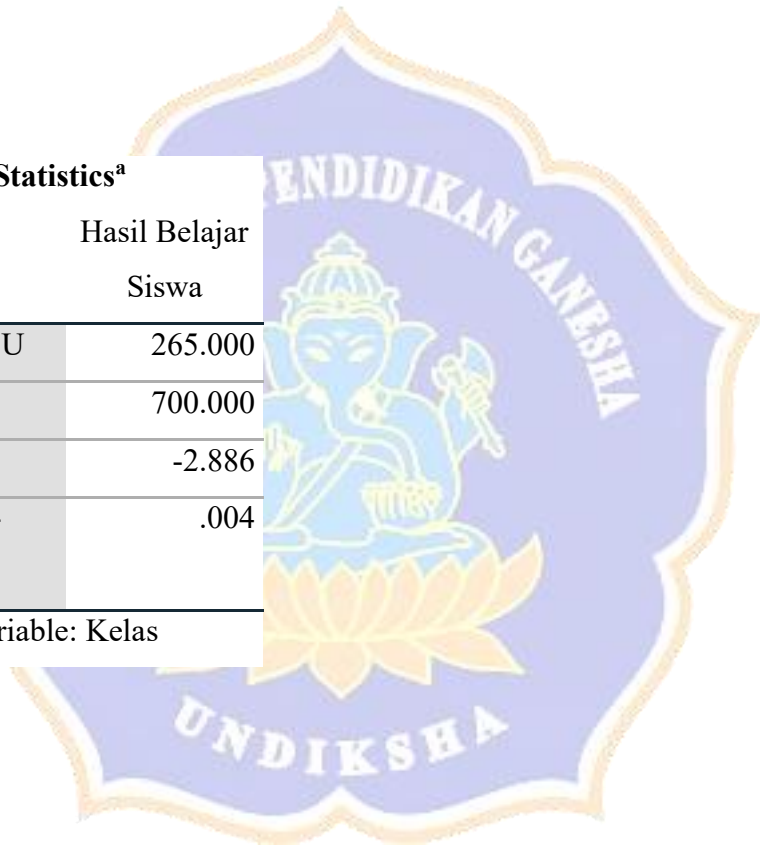 Statisticsᵃ
Hasil Belajar
Siswa
U 265.000
700.000
-2.886
.004
riable: Kelas
PENDIDIKAN GANESHA
UNDIKSHA